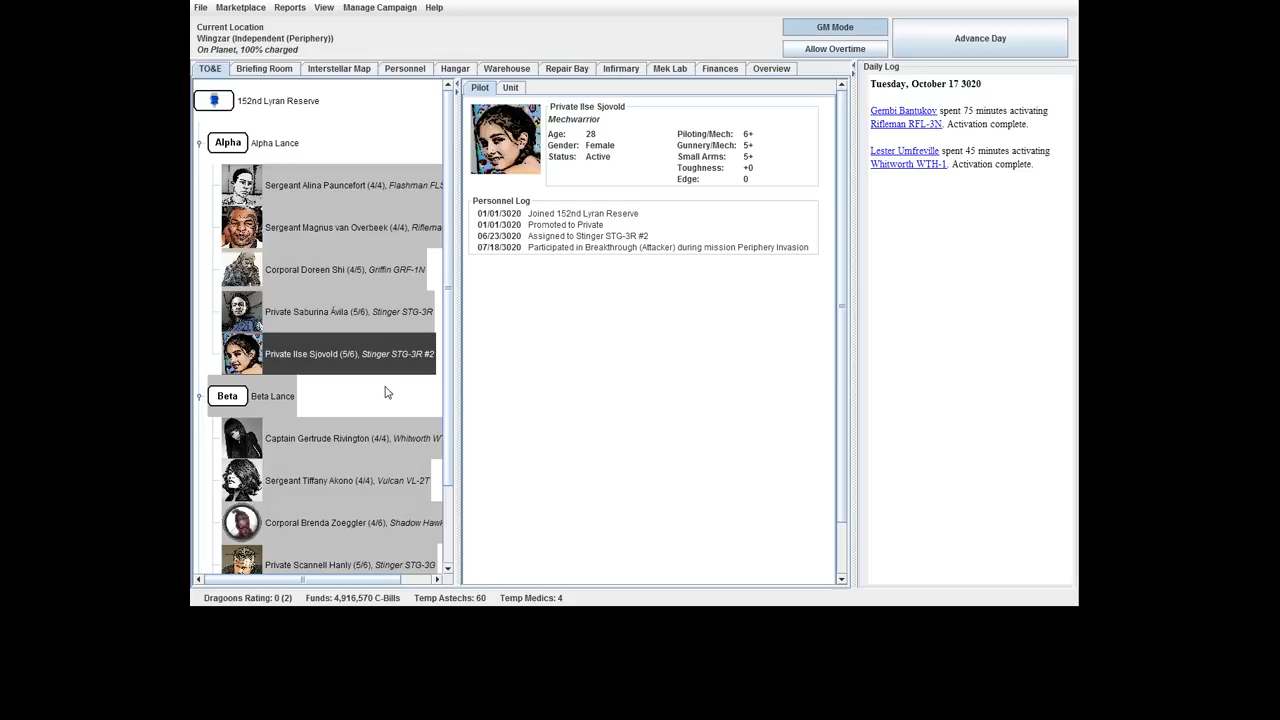 File Marketplace Reports View Manage Campaign Help
Current Location
Wingzar (Independent (Periphery))
On Planet, 100% charged
GM Mode
Allow Overtime
Advance Day
TO&E Briefing Room Interstellar Map Personnel Hangar Warehouse Repair Bay Infirmary Mek Lab Finances Overview
152nd Lyran Reserve
Alpha Alpha Lance
Sergeant Alina Pauncefort (4/4), Flashman FLS
Sergeant Magnus van Overbeek (4/4), Riflema
Corporal Doreen Shi (4/5), Griffin GRF-1N
Private Saburina Ávila (5/6), Stinger STG-3R
Private Ilse Sjovold (5/6), Stinger STG-3R #2
Beta Beta Lance
Captain Gertrude Rivington (4/4), Whitworth W
Sergeant Tiffany Akono (4/4), Vulcan VL-2T
Corporal Brenda Zoeggler (4/6), Shadow Hawk
Private Scannell Hanly (5/6), Stinger STG-3G
Pilot Unit
Private Ilse Sjovold
Mechwarrior
Age: 28 Piloting/Mech: 6+
Gender: Female Gunnery/Mech: 5+
Status: Active Small Arms: 5+
Toughness: +0
Edge: 0
Personnel Log
01/01/3020 Joined 152nd Lyran Reserve
01/01/3020 Promoted to Private
06/23/3020 Assigned to Stinger STG-3R #2
07/18/3020 Participated in Breakthrough (Attacker) during mission Periphery Invasion
Daily Log
Tuesday, October 17 3020
Gembi Bantukov spent 75 minutes activating
Rifleman RFL-3N. Activation complete.
Lester Umfreville spent 45 minutes activating
Whitworth WTH-1. Activation complete.
Dragoons Rating: 0 (2) Funds: 4,916,570 C-Bills Temp Astechs: 60 Temp Medics: 4